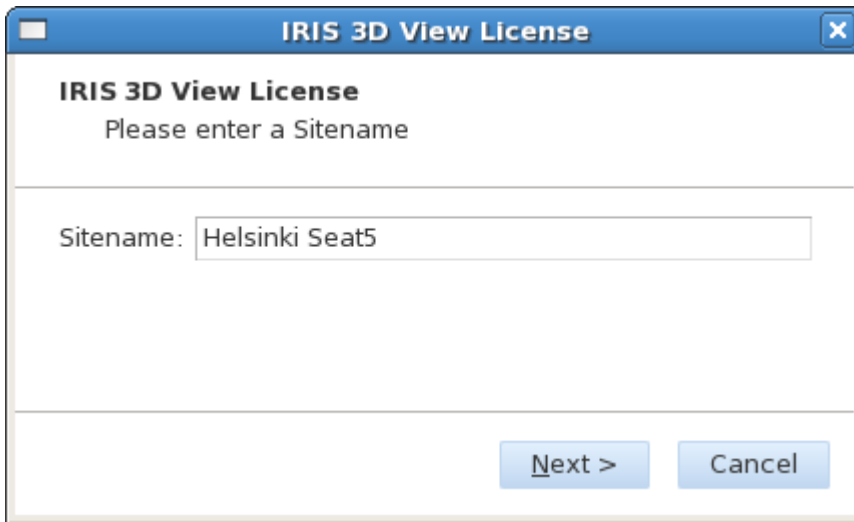 IRIS 3D View License
IRIS 3D View License
Please enter a Sitename
Sitename: Helsinki Seat5
Next > Cancel